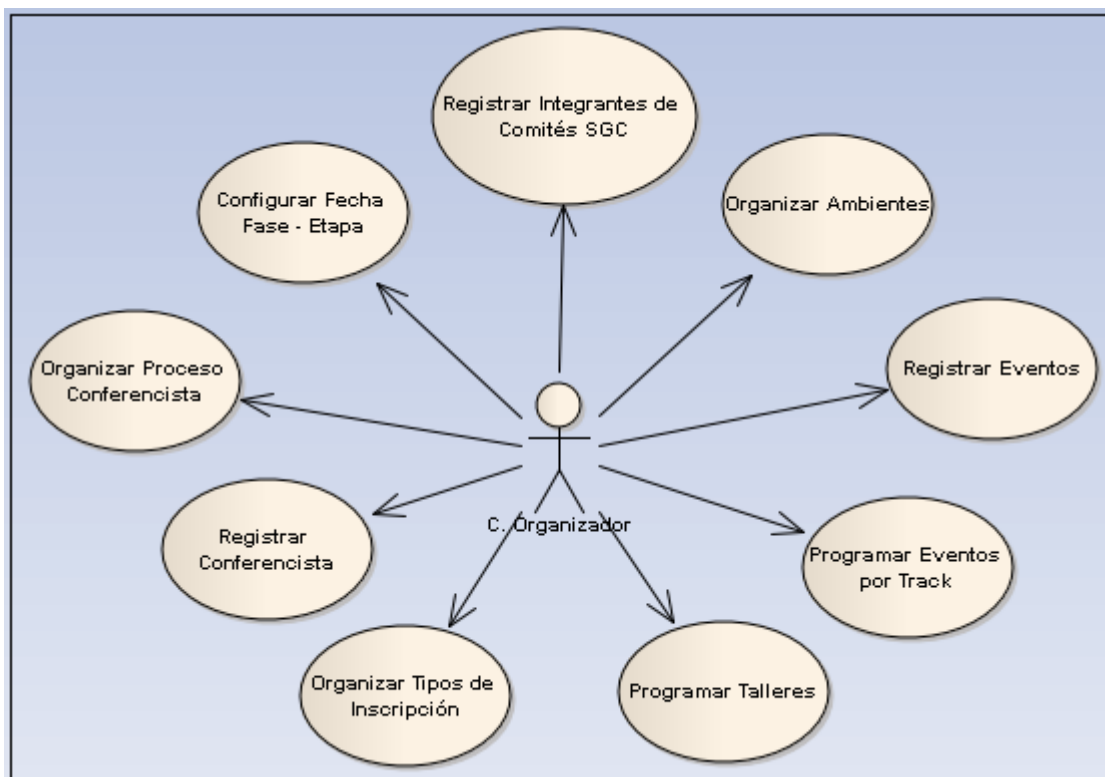 Registrar Integrantes de
Comités SGC
Configurar Fecha
Fase - Etapa
Organizar Ambientes
Organizar Proceso
Conferencista
Registrar Eventos
C. Organizador
Registrar
Conferencista
Programar Eventos
por Track
Organizar Tipos de
Inscripción
Programar Talleres